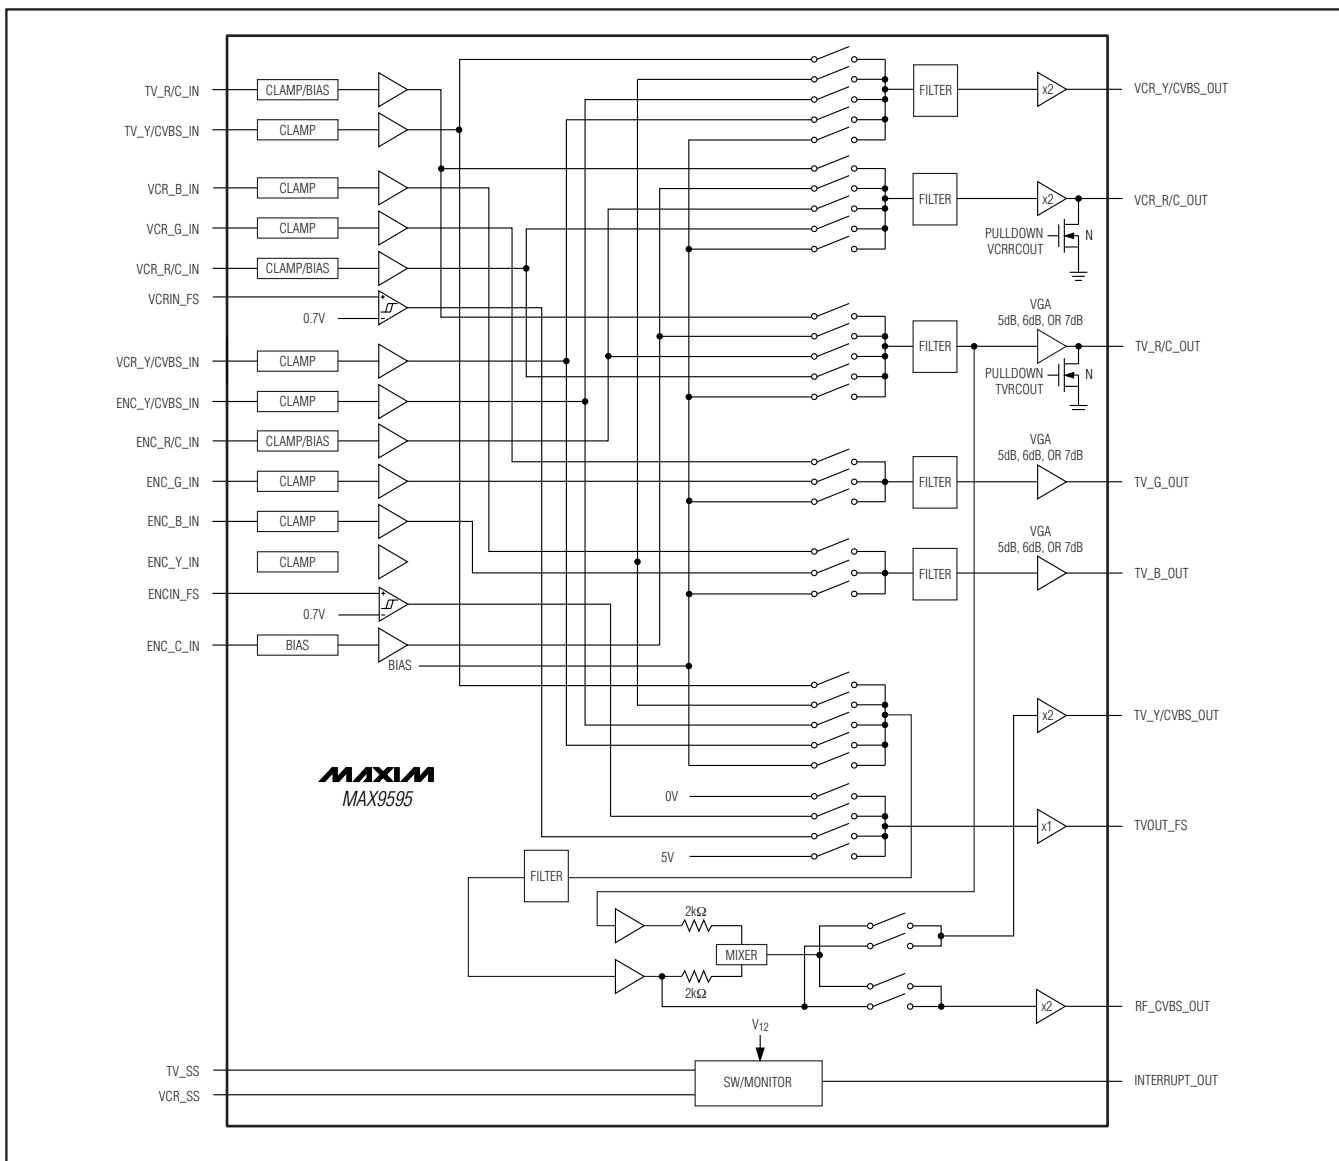 TV_R/C_IN
CLAMP/BIAS
FILTER
x2
VCR_Y/CVBS_OUT
TV_Y/CVBS_IN
CLAMP
VCR_B_IN
CLAMP
FILTER
x2
VCR_R/C_OUT
VCR_G_IN
CLAMP
PULLDOWN
VCRRCOUT
N
VCR_R/C_IN
CLAMP/BIAS
VCRIN_FS
+
−
0.7V
VGA
5dB, 6dB, OR 7dB
FILTER
TV_R/C_OUT
VCR_Y/CVBS_IN
CLAMP
PULLDOWN
TVRCOUT
N
ENC_Y/CVBS_IN
CLAMP
ENC_R/C_IN
CLAMP/BIAS
VGA
5dB, 6dB, OR 7dB
ENC_G_IN
CLAMP
FILTER
TV_G_OUT
ENC_B_IN
CLAMP
VGA
5dB, 6dB, OR 7dB
ENC_Y_IN
CLAMP
FILTER
TV_B_OUT
ENCIN_FS
+
−
0.7V
ENC_C_IN
BIAS
BIAS
x2
TV_Y/CVBS_OUT
MAXIM
MAX9595
0V
x1
TVOUT_FS
5V
FILTER
2kΩ
MIXER
2kΩ
x2
RF_CVBS_OUT
V12
TV_SS
SW/MONITOR
INTERRUPT_OUT
VCR_SS